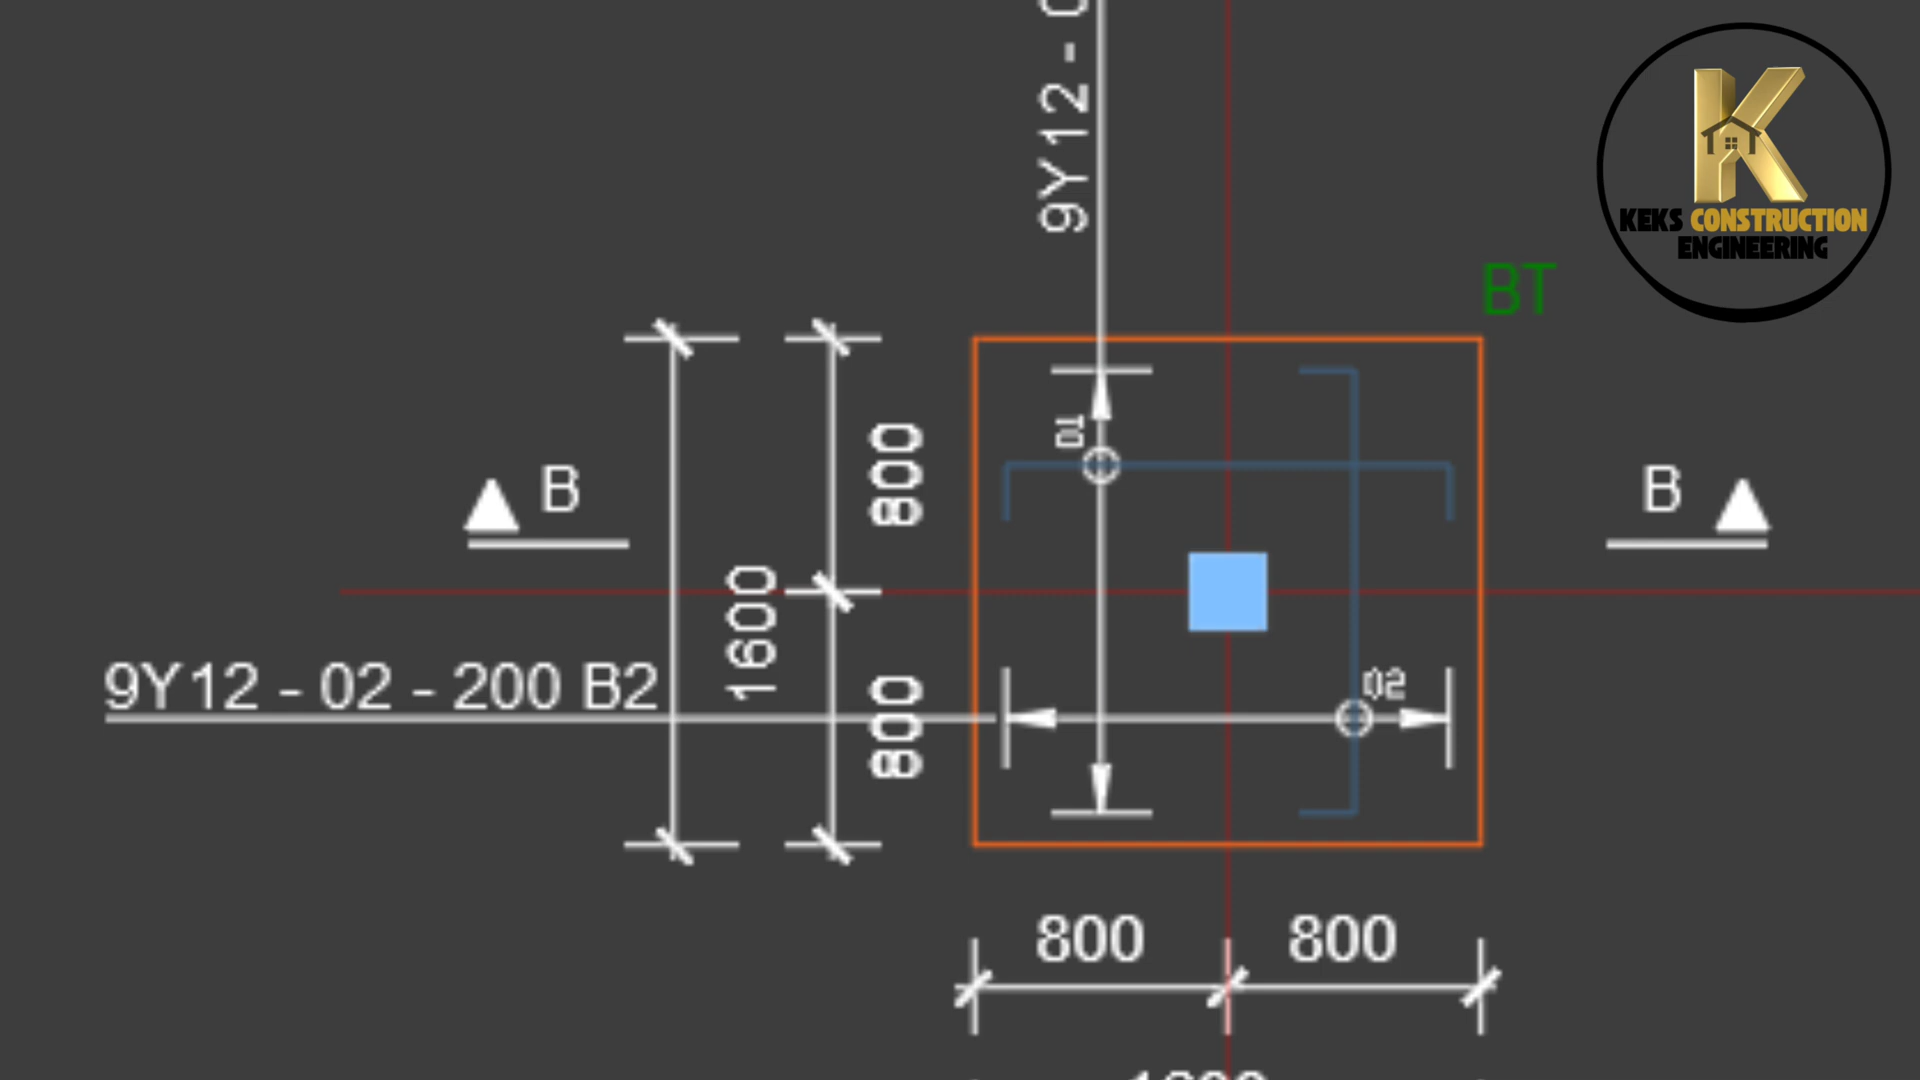 9Y12 -
KEKS CONSTRUCTION
ENGINEERING
BT
01
800
B
B
1600
9Y12 - 02 - 200 B2
02
800
800
800